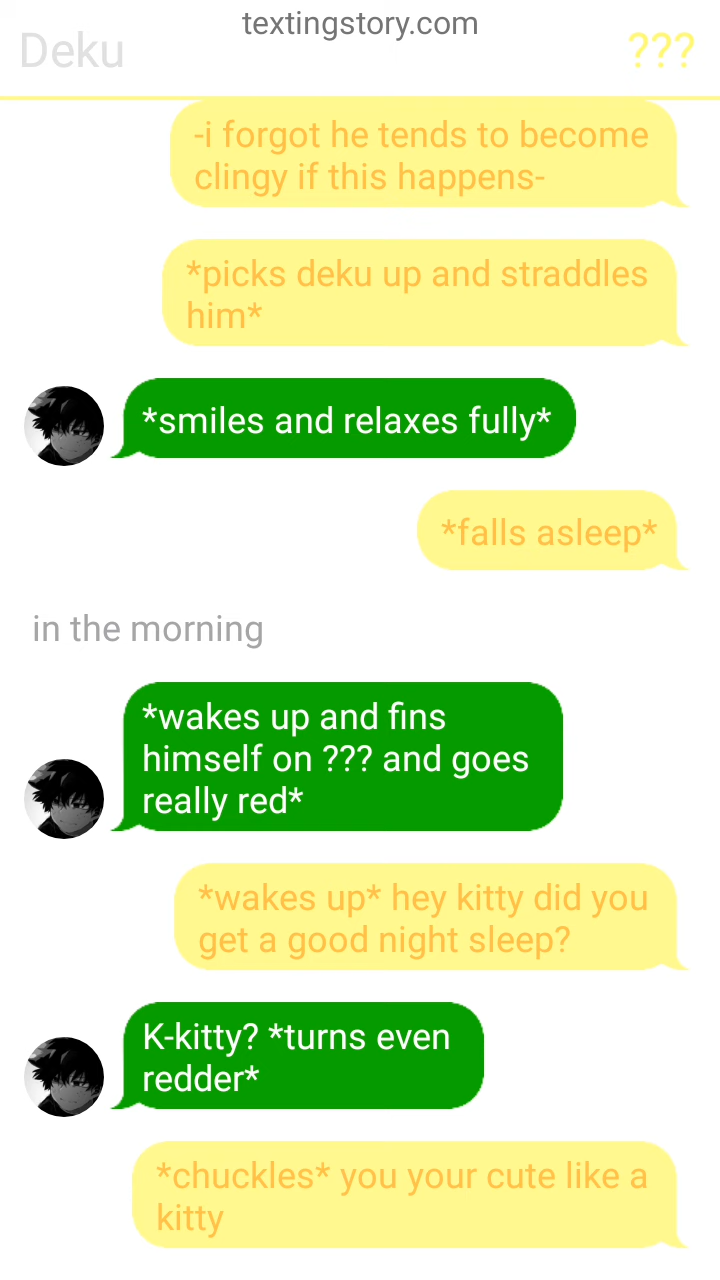 textingstory.com
Deku
???
-i forgot he tends to become
clingy if this happens-
*picks deku up and straddles
him*
*smiles and relaxes fully*
*falls asleep*
in the morning
*wakes up and fins
himself on ??? and goes
really red*
*wakes up* hey kitty did you
get a good night sleep?
K-kitty? *turns even
redder*
*chuckles* you your cute like a
kitty